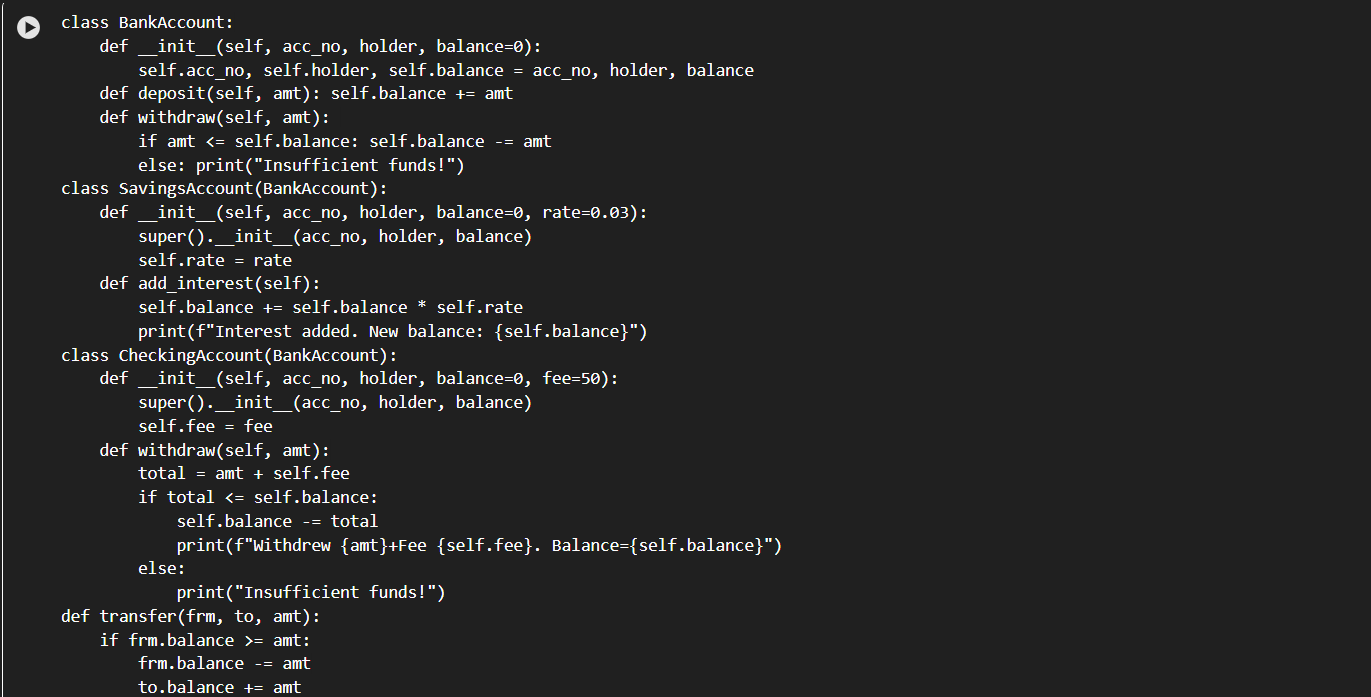 class BankAccount:
    def __init__(self, acc_no, holder, balance=0):
        self.acc_no, self.holder, self.balance = acc_no, holder, balance
    def deposit(self, amt): self.balance += amt
    def withdraw(self, amt):
        if amt <= self.balance: self.balance -= amt
        else: print("Insufficient funds!")
class SavingsAccount(BankAccount):
    def __init__(self, acc_no, holder, balance=0, rate=0.03):
        super().__init__(acc_no, holder, balance)
        self.rate = rate
    def add_interest(self):
        self.balance += self.balance * self.rate
        print(f"Interest added. New balance: {self.balance}")
class CheckingAccount(BankAccount):
    def __init__(self, acc_no, holder, balance=0, fee=50):
        super().__init__(acc_no, holder, balance)
        self.fee = fee
    def withdraw(self, amt):
        total = amt + self.fee
        if total <= self.balance:
            self.balance -= total
            print(f"Withdrew {amt}+Fee {self.fee}. Balance={self.balance}")
        else:
            print("Insufficient funds!")
def transfer(frm, to, amt):
    if frm.balance >= amt:
        frm.balance -= amt
        to.balance += amt